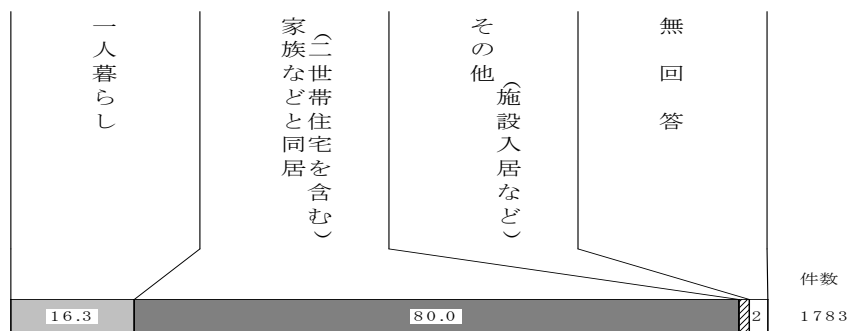 一人暮らし
家族などと同居
（二世帯住宅を含む）
その他
（施設入居など）
無回答
件数
16.3
80.0
2
1783